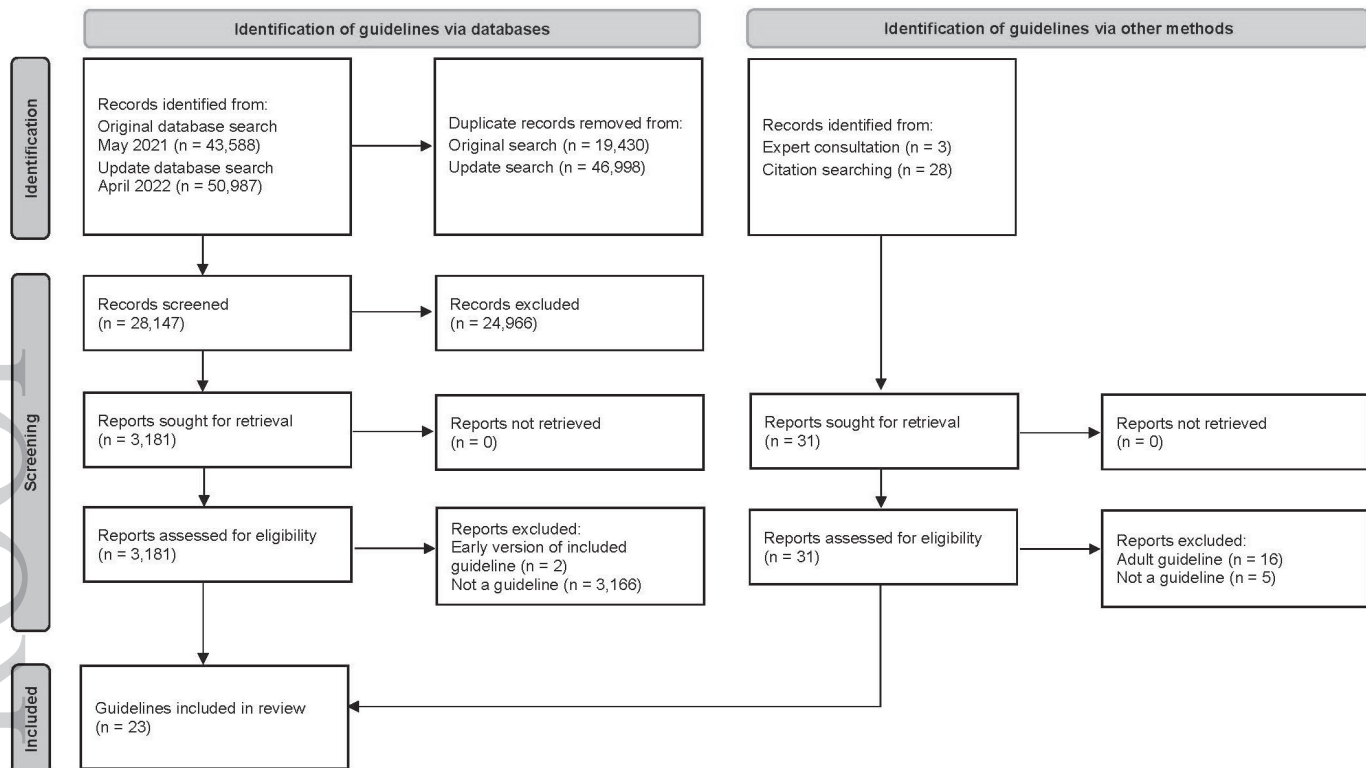 Identification of guidelines via databases
Identification of guidelines via other methods
Identification
Records identified from:
Original database search
May 2021 (n = 43,588)
Update database search
April 2022 (n = 50,987)
Duplicate records removed from:
Original search (n = 19,430)
Update search (n = 46,998)
Records identified from:
Expert consultation (n = 3)
Citation searching (n = 28)
Screening
Records screened
(n = 28,147)
Records excluded
(n = 24,966)
Reports sought for retrieval
(n = 3,181)
Reports not retrieved
(n = 0)
Reports sought for retrieval
(n = 31)
Reports not retrieved
(n = 0)
Reports assessed for eligibility
(n = 3,181)
Reports excluded:
Early version of included
guideline (n = 2)
Not a guideline (n = 3,166)
Reports assessed for eligibility
(n = 31)
Reports excluded:
Adult guideline (n = 16)
Not a guideline (n = 5)
Included
Guidelines included in review
(n = 23)